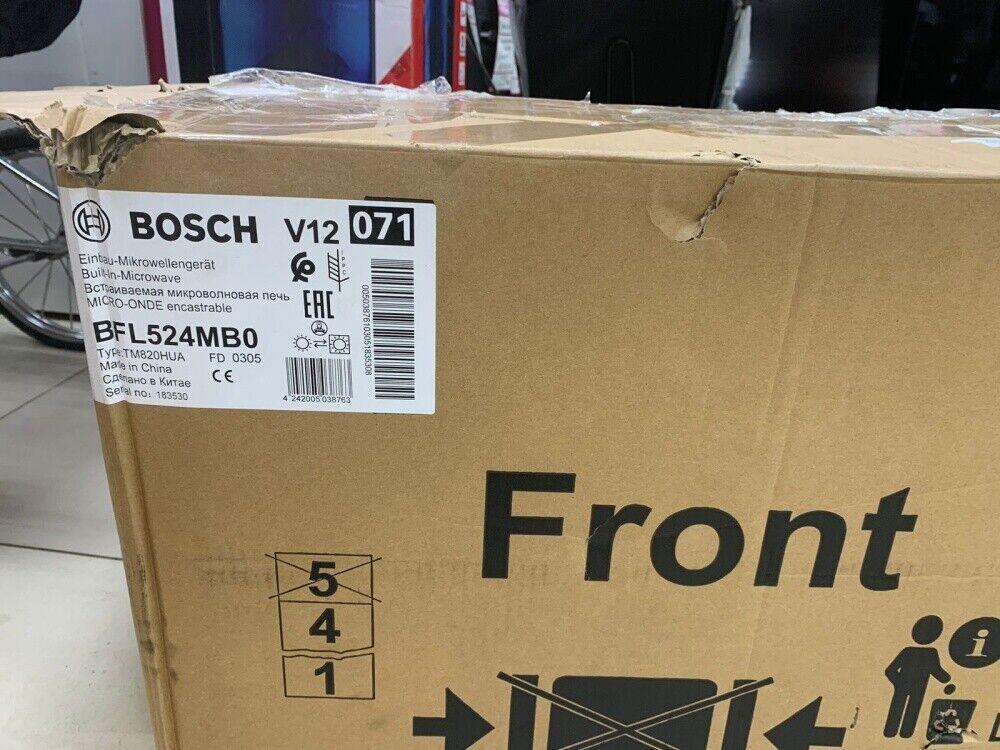 BOSCH V12 071
Einbau-Mikrowellengerät
Built-In-Microwave
Встраиваемая микроволновая печь
MICRO-ONDE encastrable
IPPC
EAC
BFL524MB0
Type:TM820HUA FD 0305
Made in China
Сделано в Китае
CE
Serial no: 183530
4 242005 038763
Front
5
4
1
i